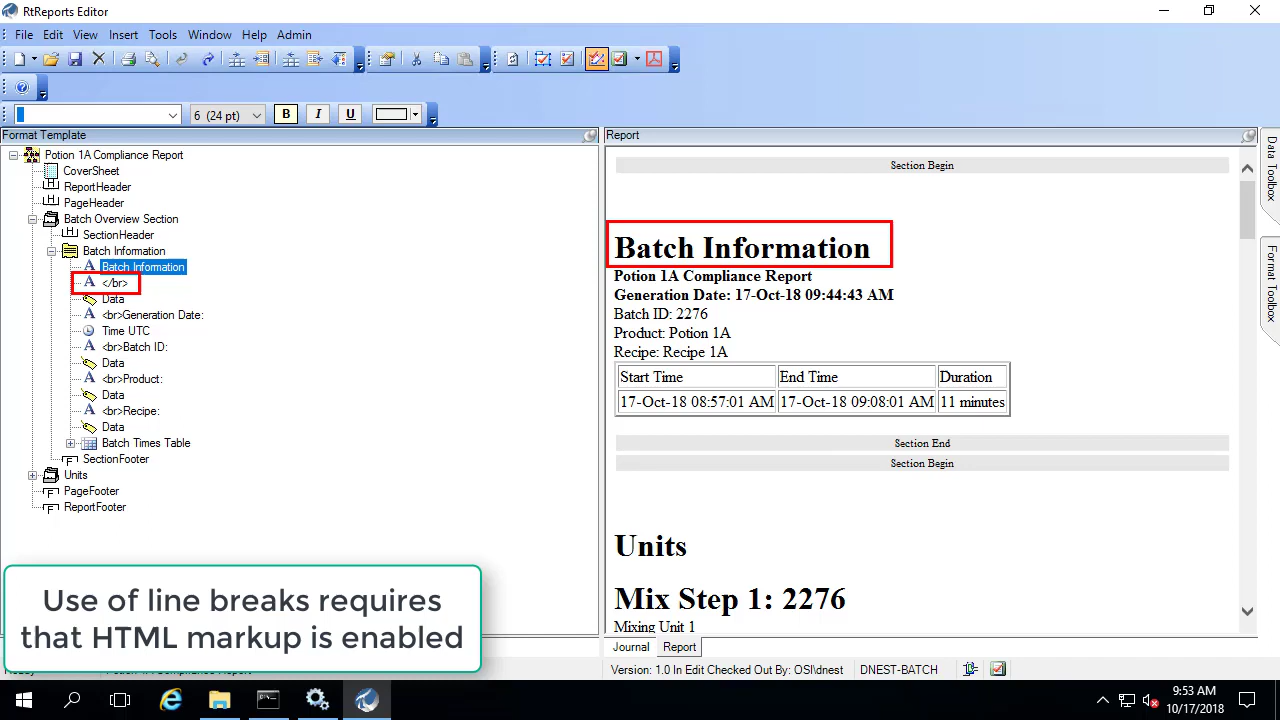 RtReports Editor
File Edit View Insert Tools Window Help Admin
6 (24 pt) B I U
Format Template
Potion 1A Compliance Report
CoverSheet
ReportHeader
PageHeader
Batch Overview Section
SectionHeader
Batch Information
A Batch Information
A </br>
Data
A <br>Generation Date:
Time UTC
A <br>Batch ID:
Data
A <br>Product:
Data
A <br>Recipe:
Data
Batch Times Table
SectionFooter
Units
PageFooter
ReportFooter
Use of line breaks requires
that HTML markup is enabled
Report
Section Begin
Batch Information
Potion 1A Compliance Report
Generation Date: 17-Oct-18 09:44:43 AM
Batch ID: 2276
Product: Potion 1A
Recipe: Recipe 1A
Start Time End Time Duration
17-Oct-18 08:57:01 AM 17-Oct-18 09:08:01 AM 11 minutes
Section End
Section Begin
Units
Mix Step 1: 2276
Mixing Unit 1
Journal Report
Data Toolbox
Format Toolbox
Version: 1.0 In Edit Checked Out By: OSI\dnest DNEST-BATCH
9:53 AM
10/17/2018